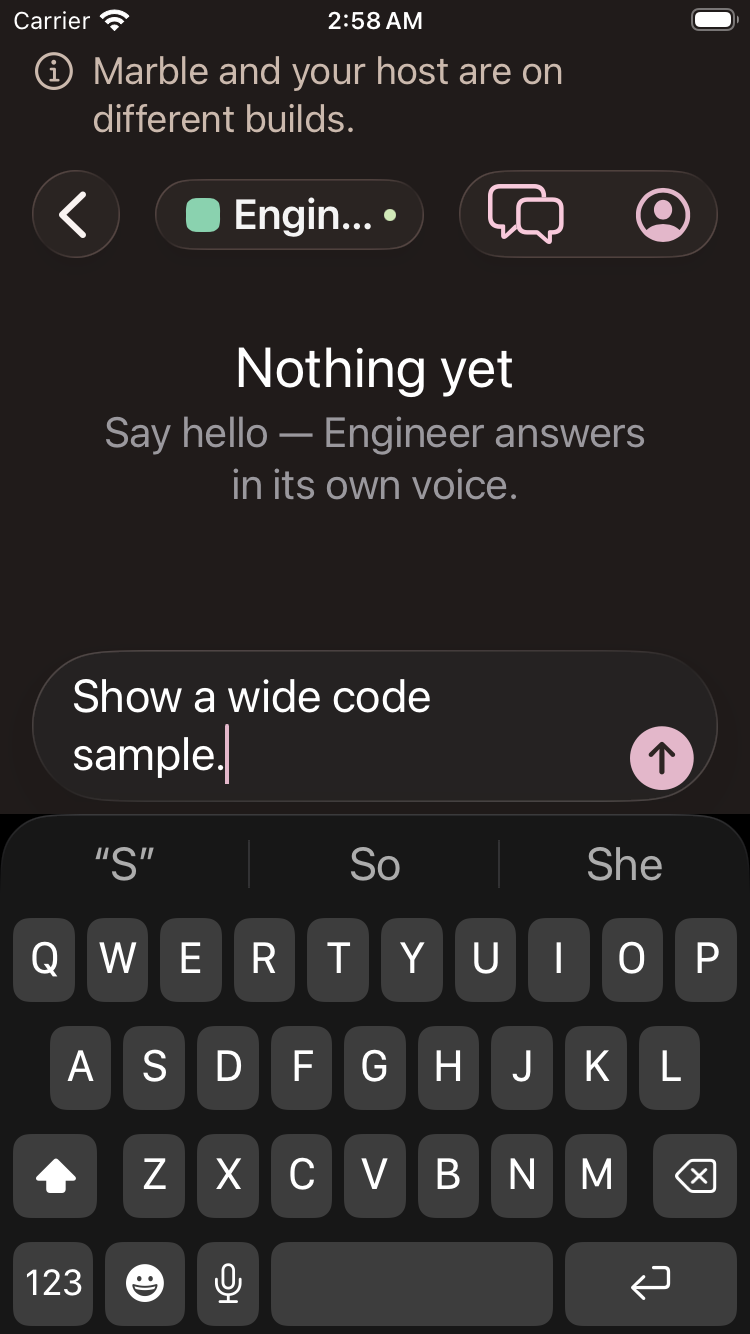 Carrier 2:58 AM
Marble and your host are on
different builds.
Engin...
Nothing yet
Say hello — Engineer answers
in its own voice.
Show a wide code
sample.
“S” So She
Q W E R T Y U I O P
A S D F G H J K L
Z X C V B N M
123